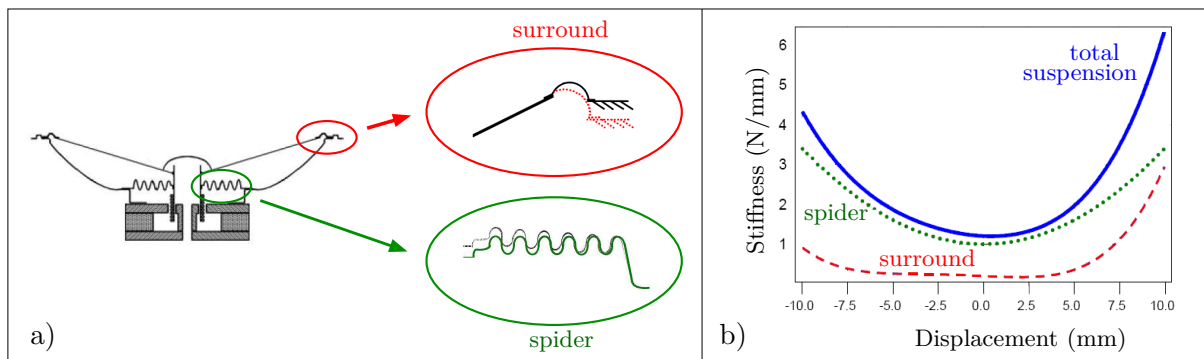 surround
spider
a)
Stiffness (N/mm)
6
5
4
3
2
1
total
suspension
spider
surround
-10.0 -7.5 -5.0 -2.5 0.0 2.5 5.0 7.5 10.0
Displacement (mm)
b)